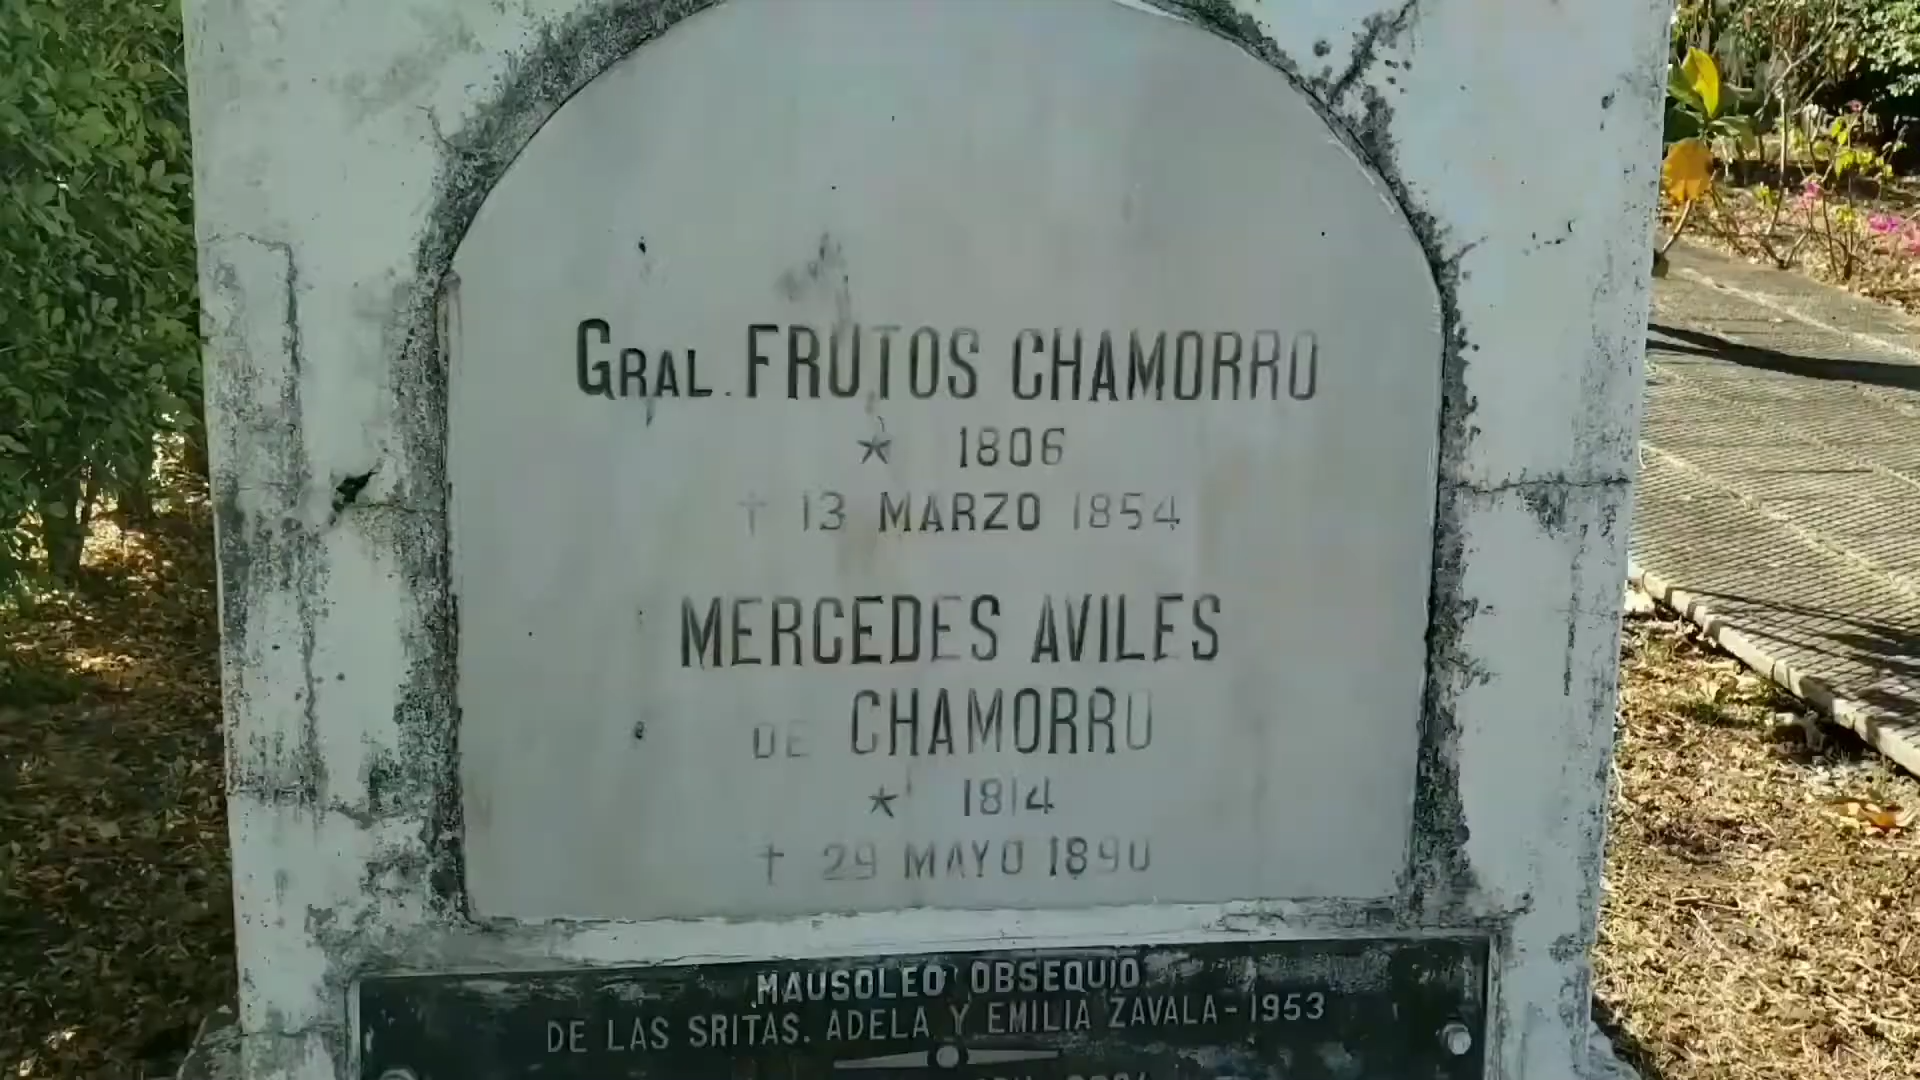 GRAL. FRUTOS CHAMORRO
★ 1806
† 13 MARZO 1854
MERCEDES AVILES
DE CHAMORRO
★ 1814
† 29 MAYO 1890
MAUSOLEO OBSEQUIO
DE LAS SRITAS. ADELA Y EMILIA ZAVALA - 1953